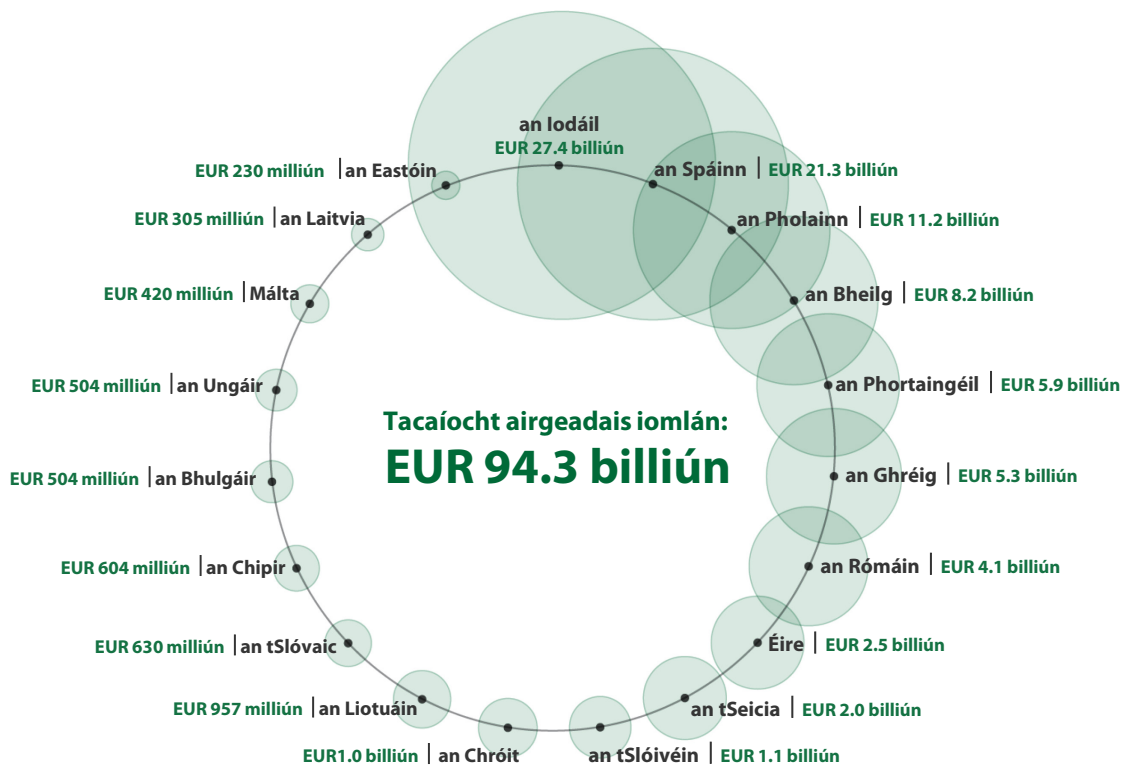 an Iodáil
EUR 27.4 billiún
an Spáinn | EUR 21.3 billiún
an Pholainn | EUR 11.2 billiún
an Bheilg | EUR 8.2 billiún
an Phortaingéil | EUR 5.9 billiún
an Ghréig | EUR 5.3 billiún
an Rómáin | EUR 4.1 billiún
Éire | EUR 2.5 billiún
an tSeicia | EUR 2.0 billiún
an tSlóivéin | EUR 1.1 billiún
EUR1.0 billiún | an Chróit
EUR 957 milliún | an Liotuáin
EUR 630 milliún | an tSlóvaic
EUR 604 milliún | an Chipir
EUR 504 milliún | an Bhulgáir
EUR 504 milliún | an Ungáir
EUR 420 milliún | Málta
EUR 305 milliún | an Laitvia
EUR 230 milliún | an Eastóin
Tacaíocht airgeadais iomlán:
EUR 94.3 billiún